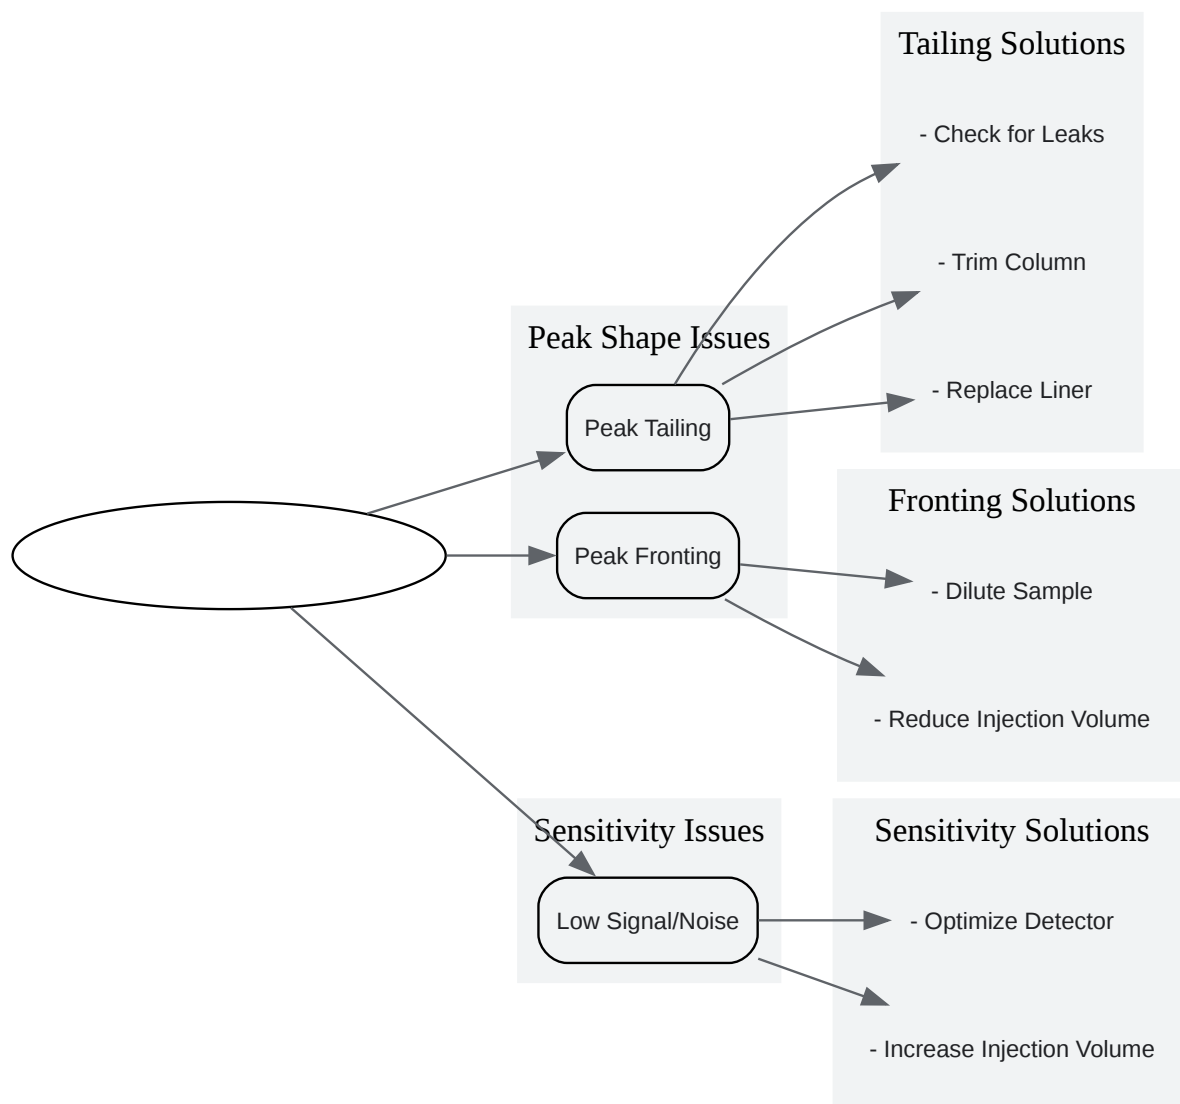 Tailing Solutions
- Check for Leaks
- Trim Column
- Replace Liner
Peak Shape Issues
Peak Tailing
Peak Fronting
Fronting Solutions
- Dilute Sample
- Reduce Injection Volume
Sensitivity Issues
Low Signal/Noise
Sensitivity Solutions
- Optimize Detector
- Increase Injection Volume